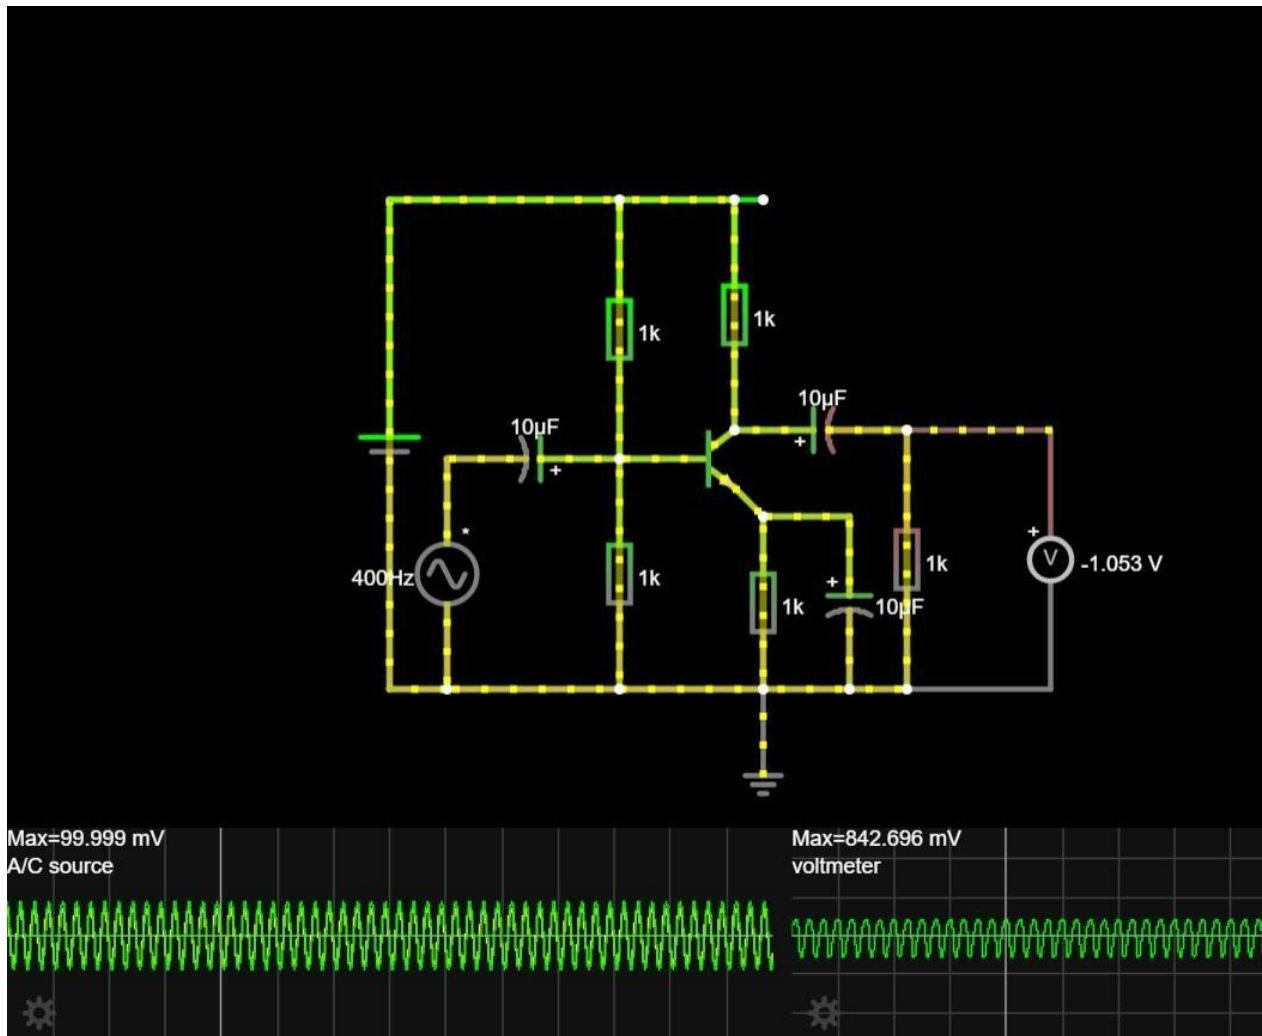 1k
1k
10µF
10µF
+
+
*
+
400Hz
1k
1k
+
10µF
1k
V
-1.053 V
Max=99.999 mV
A/C source
Max=842.696 mV
voltmeter